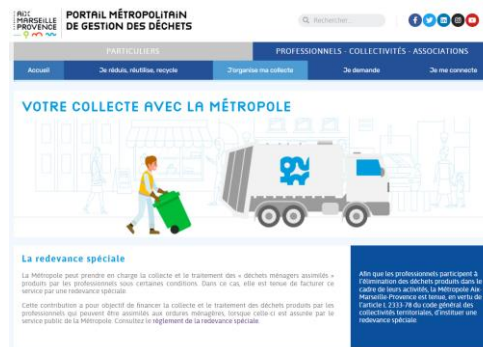 AIX
MARSEILLE
PROVENCE
PORTAIL MÉTROPOLITAIN
DE GESTION DES DÉCHETS
Rechercher...
PARTICULIERS
PROFESSIONNELS - COLLECTIVITÉS - ASSOCIATIONS
Accueil
Je réduis, réutilise, recycle
J'organise ma collecte
Je demande
Je me connecte
VOTRE COLLECTE AVEC LA MÉTROPOLE
La redevance spéciale
La Métropole peut prendre en charge la collecte et le traitement des « déchets ménagers assimilés »
produits par les professionnels sous certaines conditions. Dans ce cas, elle est tenue de facturer ce
service par une redevance spéciale.
Cette contribution a pour objectif de financer la collecte et le traitement des déchets produits par les
professionnels qui peuvent être assimilés aux ordures ménagères, lorsque celle-ci est assurée par le
service public de la Métropole. Consultez le règlement de la redevance spéciale.
Afin que les professionnels participent à
l'élimination des déchets produits dans le
cadre de leurs activités, la Métropole Aix-
Marseille-Provence est tenue, en vertu de
l'article L 2333-78 du code général des
collectivités territoriales, d'instituer une
redevance spéciale.